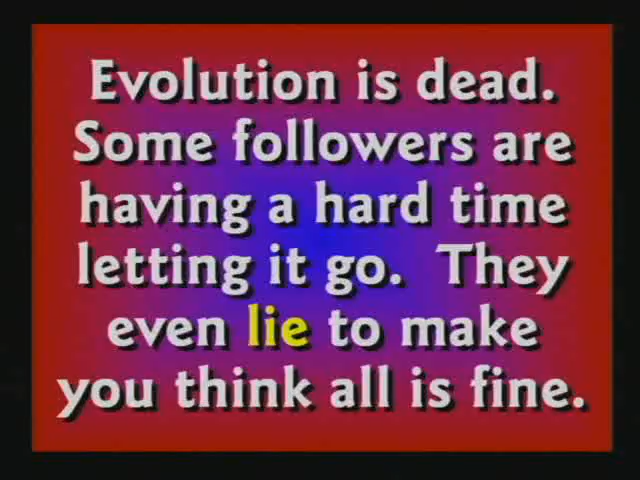 Evolution is dead.
Some followers are
having a hard time
letting it go.  They
even lie to make
you think all is fine.